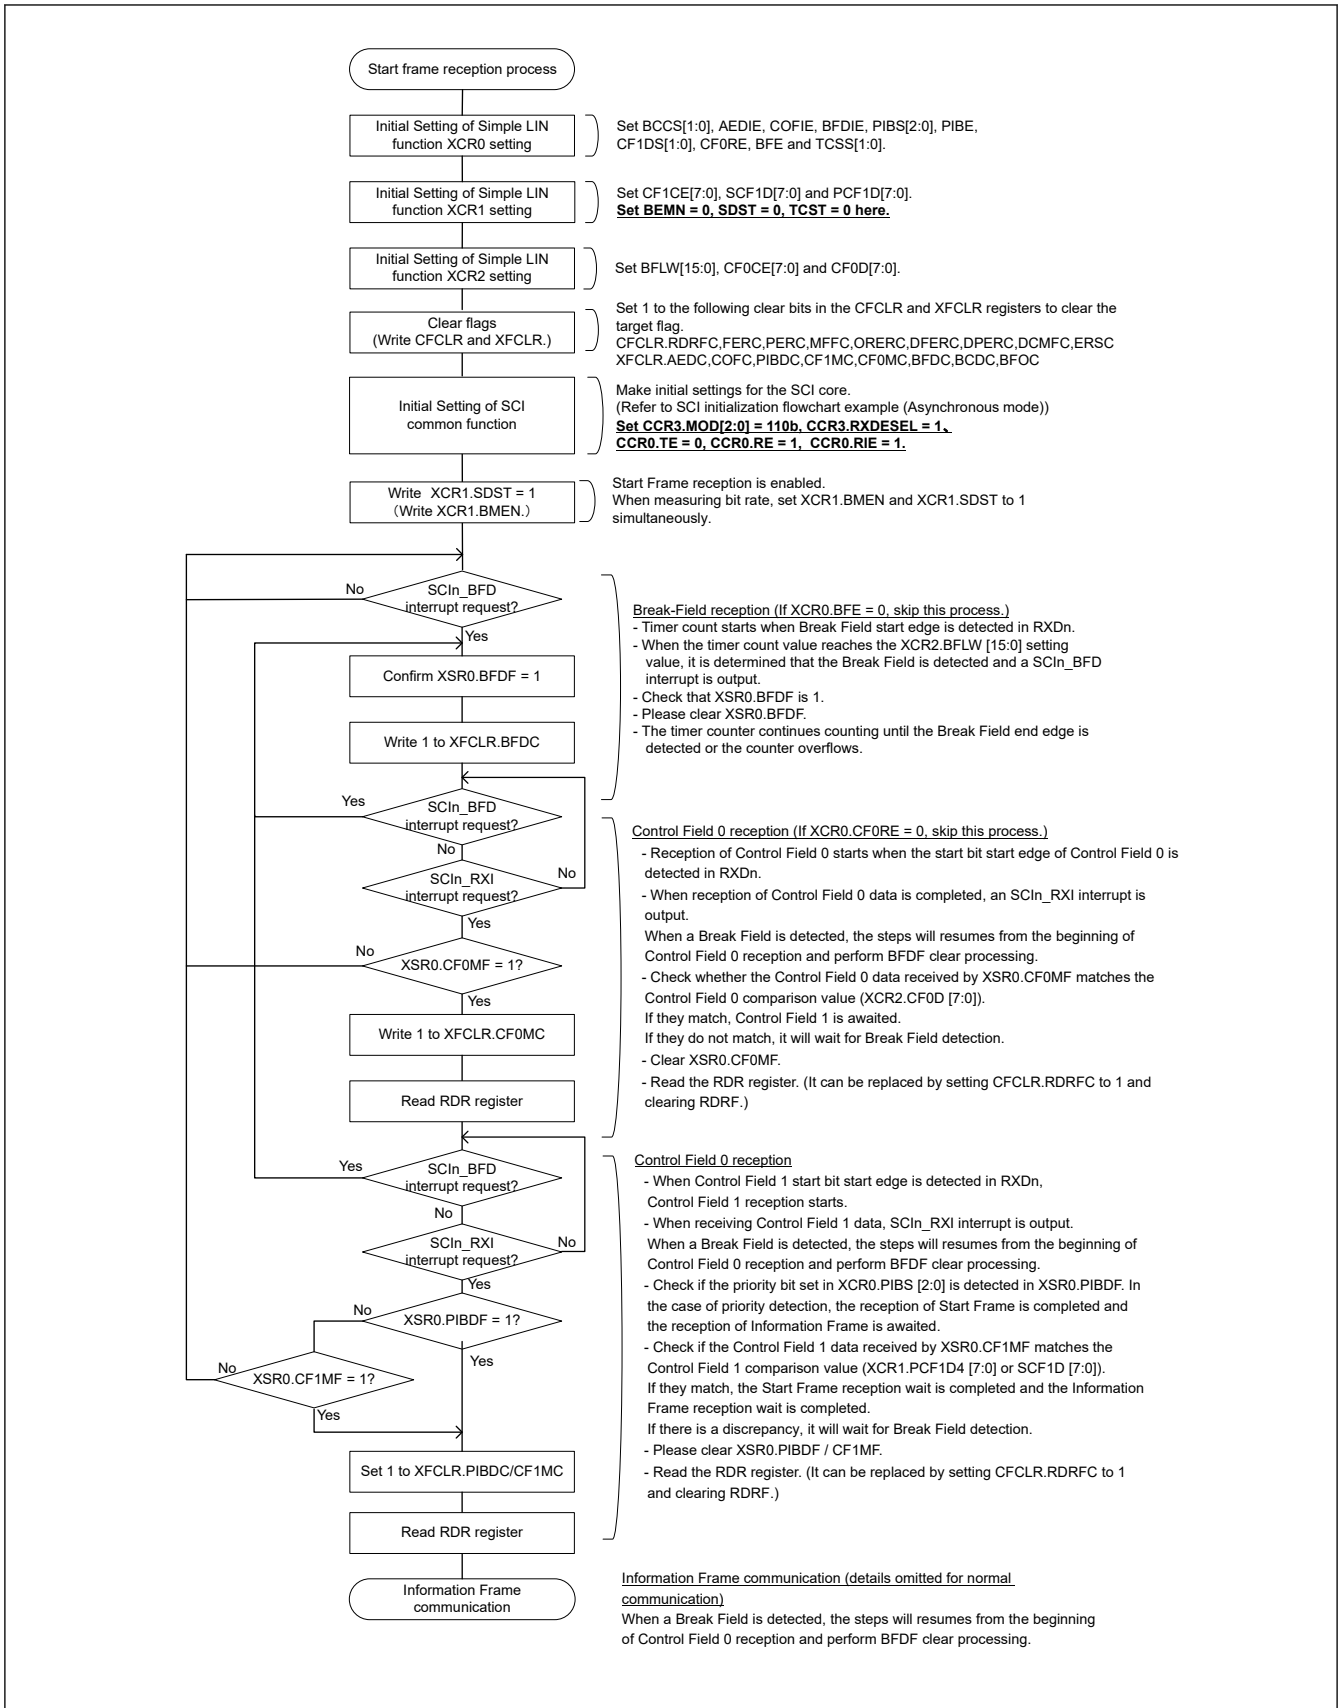 Start frame reception process
Initial Setting of Simple LIN
function XCR0 setting
Set BCCS[1:0], AEDIE, COFIE, BFDIE, PIBS[2:0], PIBE,
CF1DS[1:0], CF0RE, BFE and TCSS[1:0].
Initial Setting of Simple LIN
function XCR1 setting
Set CF1CE[7:0], SCF1D[7:0] and PCF1D[7:0].
Set BEMN = 0, SDST = 0, TCST = 0 here.
Initial Setting of Simple LIN
function XCR2 setting
Set BFLW[15:0], CF0CE[7:0] and CF0D[7:0].
Clear flags
(Write CFCLR and XFCLR.)
Set 1 to the following clear bits in the CFCLR and XFCLR registers to clear the
target flag.
CFCLR.RDRFC,FERC,PERC,MFFC,ORERC,DFERC,DPERC,DCMFC,ERSC
XFCLR.AEDC,COFC,PIBDC,CF1MC,CF0MC,BFDC,BCDC,BFOC
Initial Setting of SCI
common function
Make initial settings for the SCI core.
(Refer to SCI initialization flowchart example (Asynchronous mode))
Set CCR3.MOD[2:0] = 110b, CCR3.RXDESEL = 1、
CCR0.TE = 0, CCR0.RE = 1,  CCR0.RIE = 1.
Write  XCR1.SDST = 1
（Write XCR1.BMEN.）
Start Frame reception is enabled.
When measuring bit rate, set XCR1.BMEN and XCR1.SDST to 1
simultaneously.
No
SCIn_BFD
interrupt request?
Yes
Confirm XSR0.BFDF = 1
Write 1 to XFCLR.BFDC
Break-Field reception (If XCR0.BFE = 0, skip this process.)
- Timer count starts when Break Field start edge is detected in RXDn.
- When the timer count value reaches the XCR2.BFLW [15:0] setting
value, it is determined that the Break Field is detected and a SCIn_BFD
interrupt is output.
- Check that XSR0.BFDF is 1.
- Please clear XSR0.BFDF.
- The timer counter continues counting until the Break Field end edge is
detected or the counter overflows.
Yes
SCIn_BFD
interrupt request?
No
SCIn_RXI
interrupt request?
No
Yes
No
XSR0.CF0MF = 1?
Yes
Write 1 to XFCLR.CF0MC
Read RDR register
Control Field 0 reception (If XCR0.CF0RE = 0, skip this process.)
- Reception of Control Field 0 starts when the start bit start edge of Control Field 0 is
detected in RXDn.
- When reception of Control Field 0 data is completed, an SCIn_RXI interrupt is
output.
When a Break Field is detected, the steps will resumes from the beginning of
Control Field 0 reception and perform BFDF clear processing.
- Check whether the Control Field 0 data received by XSR0.CF0MF matches the
Control Field 0 comparison value (XCR2.CF0D [7:0]).
If they match, Control Field 1 is awaited.
If they do not match, it will wait for Break Field detection.
- Clear XSR0.CF0MF.
- Read the RDR register. (It can be replaced by setting CFCLR.RDRFC to 1 and
clearing RDRF.)
Yes
SCIn_BFD
interrupt request?
No
SCIn_RXI
interrupt request?
No
Yes
No
XSR0.PIBDF = 1?
Yes
No
XSR0.CF1MF = 1?
Yes
Set 1 to XFCLR.PIBDC/CF1MC
Read RDR register
Control Field 0 reception
- When Control Field 1 start bit start edge is detected in RXDn,
Control Field 1 reception starts.
- When receiving Control Field 1 data, SCIn_RXI interrupt is output.
When a Break Field is detected, the steps will resumes from the beginning of
Control Field 0 reception and perform BFDF clear processing.
- Check if the priority bit set in XCR0.PIBS [2:0] is detected in XSR0.PIBDF. In
the case of priority detection, the reception of Start Frame is completed and
the reception of Information Frame is awaited.
- Check if the Control Field 1 data received by XSR0.CF1MF matches the
Control Field 1 comparison value (XCR1.PCF1D4 [7:0] or SCF1D [7:0]).
If they match, the Start Frame reception wait is completed and the Information
Frame reception wait is completed.
If there is a discrepancy, it will wait for Break Field detection.
- Please clear XSR0.PIBDF / CF1MF.
- Read the RDR register. (It can be replaced by setting CFCLR.RDRFC to 1
and clearing RDRF.)
Information Frame
communication
Information Frame communication (details omitted for normal
communication)
When a Break Field is detected, the steps will resumes from the beginning
of Control Field 0 reception and perform BFDF clear processing.